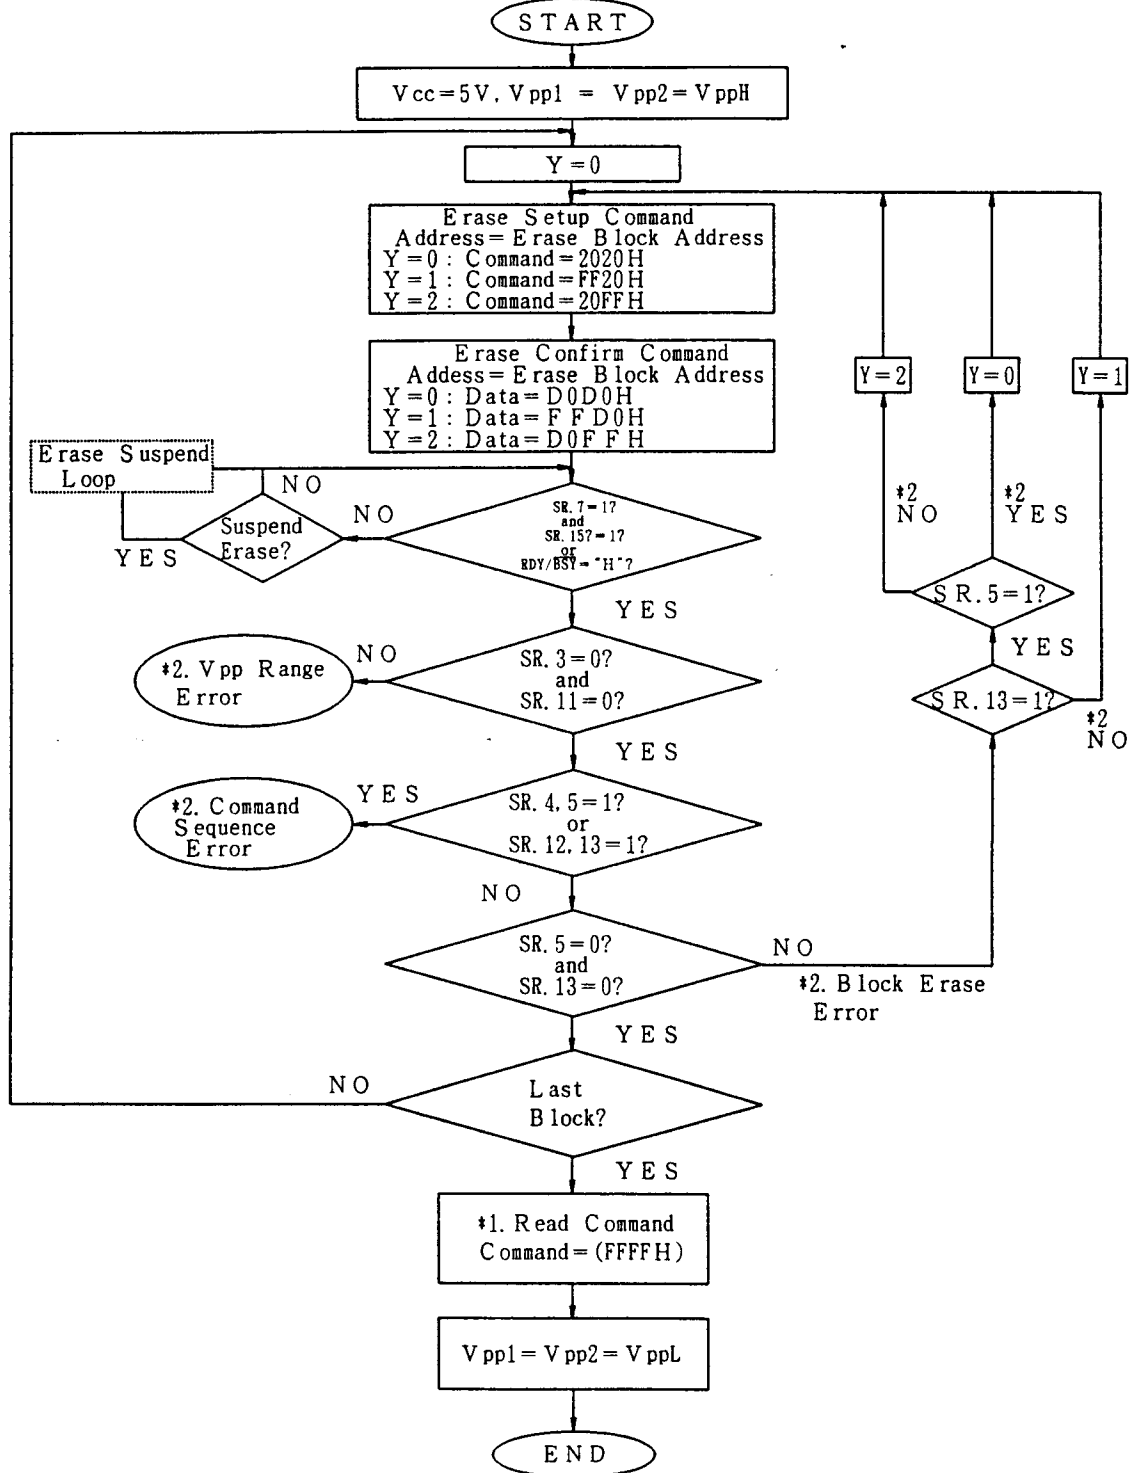 START
Vcc=5V, Vpp1 = Vpp2=VppH
Y=0
Erase Setup Command
Address=Erase Block Address
Y=0: Command=2020H
Y=1: Command=FF20H
Y=2: Command=20FFH
Erase Confirm Command
Addess=Erase Block Address
Y=0: Data=D0D0H
Y=1: Data=FFD0H
Y=2: Data=D0FFH
Y=2
Y=0
Y=1
Erase Suspend
Loop
NO
Suspend
Erase?
YES
NO
SR.7=1?
and
SR.15?=1?
or
RDY/BSY="H"?
YES
*2
NO
*2
YES
SR.5=1?
YES
SR.13=1?
*2
NO
*2. Vpp Range
Error
NO
SR.3=0?
and
SR.11=0?
YES
*2. Command
Sequence
Error
YES
SR.4,5=1?
or
SR.12,13=1?
NO
SR.5=0?
and
SR.13=0?
NO
*2. Block Erase
Error
YES
NO
Last
Block?
YES
*1. Read Command
Command=(FFFFH)
Vpp1=Vpp2=VppL
END